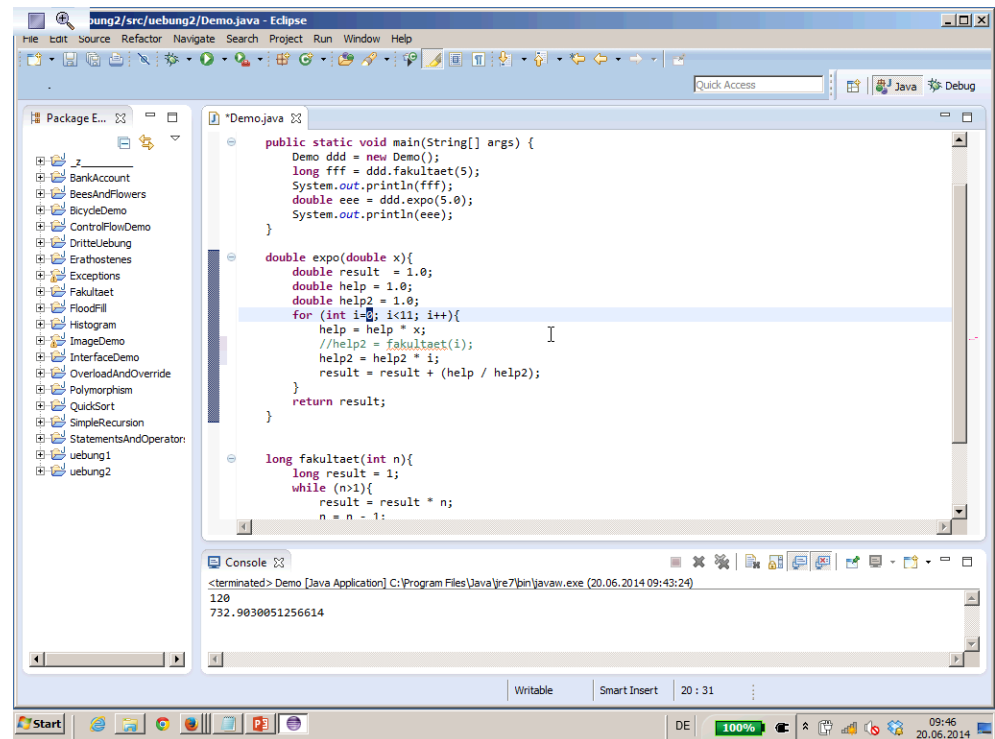 bung2/src/uebung2/Demo.java - Eclipse
File Edit Source Refactor Navigate Search Project Run Window Help
Quick Access
Java
Debug
Package E...
*Demo.java
_z________
BankAccount
BeesAndFlowers
BicycleDemo
ControlFlowDemo
DritteUebung
Erathostenes
Exceptions
Fakultaet
FloodFill
Histogram
ImageDemo
InterfaceDemo
OverloadAndOverride
Polymorphism
QuickSort
SimpleRecursion
StatementsAndOperators
uebung1
uebung2
public static void main(String[] args) {
Demo ddd = new Demo();
long fff = ddd.fakultaet(5);
System.out.println(fff);
double eee = ddd.expo(5.0);
System.out.println(eee);
}
double expo(double x){
double result  = 1.0;
double help = 1.0;
double help2 = 1.0;
for (int i=0; i<11; i++){
help = help * x;
//help2 = fakultaet(i);
help2 = help2 * i;
result = result + (help / help2);
}
return result;
}
long fakultaet(int n){
long result = 1;
while (n>1){
result = result * n;
n = n - 1;
Console
<terminated> Demo [Java Application] C:\Program Files\Java\jre7\bin\javaw.exe (20.06.2014 09:43:24)
120
732.9030051256614
Writable
Smart Insert
20 : 31
Start
DE
100%
09:46
20.06.2014